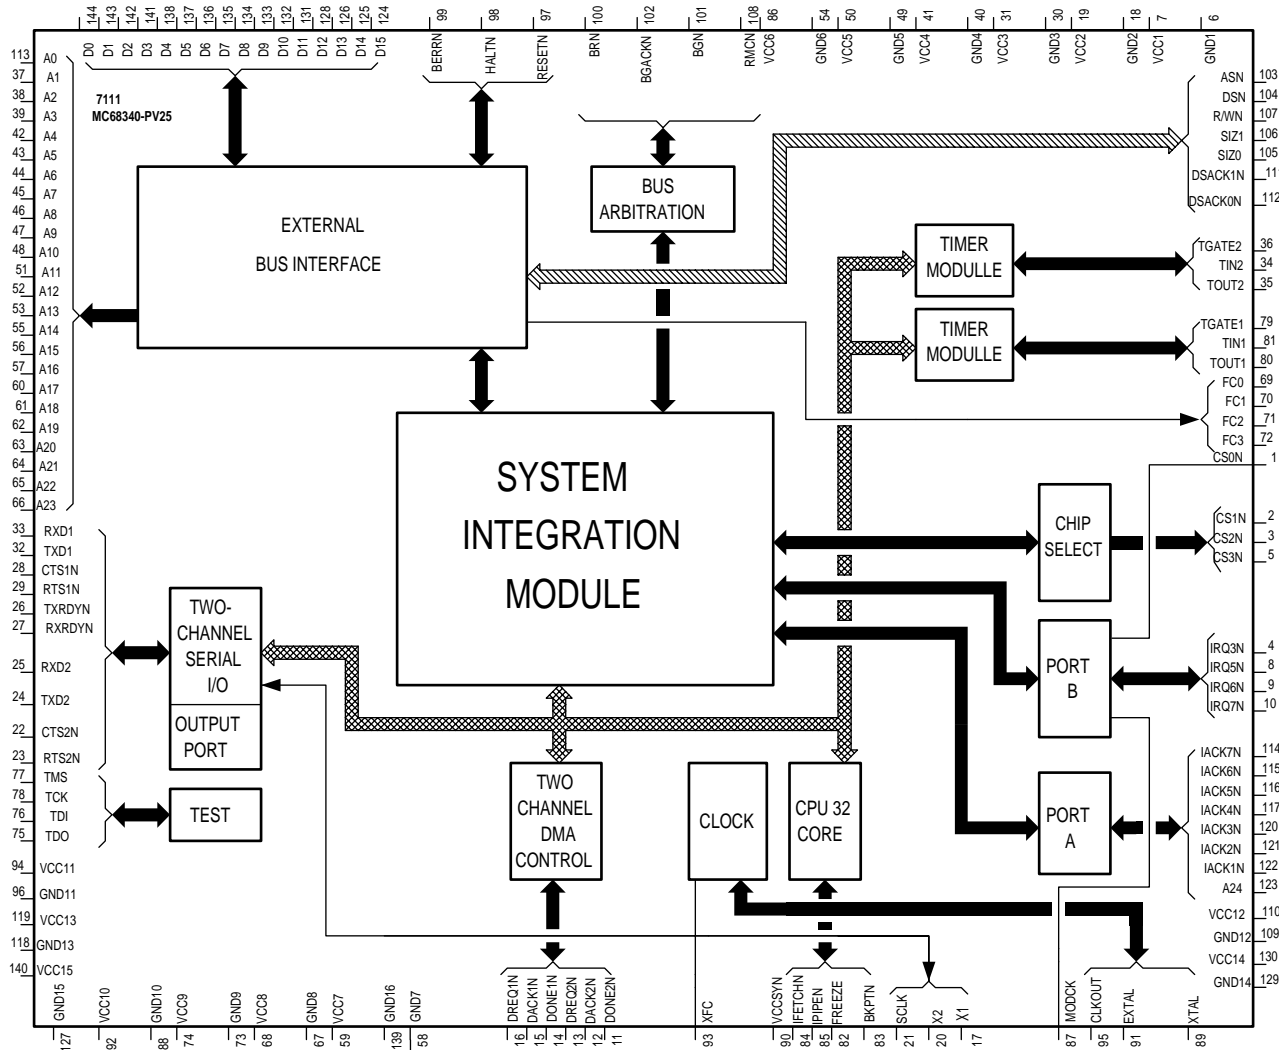 144 143 142 141 138 137 136 135 134 133 132 131 128 126 125 124
D0 D1 D2 D3 D4 D5 D6 D7 D8 D9 D10 D11 D12 D13 D14 D15
99 98 97 100 102 101 108 86 54 50 49 41 40 31 30 19 18 7 6
BERRN HALTN RESETN BRN BGACKN BGN RMCN VCC6 GND6 VCC5 GND5 VCC4 GND4 VCC3 GND3 VCC2 GND2 VCC1 GND1
7111
MC68340-PV25
113 A0
37 A1
38 A2
39 A3
42 A4
43 A5
44 A6
45 A7
46 A8
47 A9
48 A10
51 A11
52 A12
53 A13
55 A14
56 A15
57 A16
60 A17
61 A18
62 A19
63 A20
64 A21
65 A22
66 A23
33 RXD1
32 TXD1
28 CTS1N
29 RTS1N
26 TXRDYN
27 RXRDYN
25 RXD2
24 TXD2
22 CTS2N
23 RTS2N
77 TMS
78 TCK
76 TDI
75 TDO
94 VCC11
96 GND11
119 VCC13
118 GND13
140 VCC15
EXTERNAL
BUS INTERFACE
BUS
ARBITRATION
TIMER
MODULLE
TIMER
MODULLE
SYSTEM
INTEGRATION
MODULE
CHIP
SELECT
TWO-
CHANNEL
SERIAL
I/O
OUTPUT
PORT
PORT
B
TEST
TWO
CHANNEL
DMA
CONTROL
CLOCK
CPU 32
CORE
PORT
A
ASN 103
DSN 104
R/WN 107
SIZ1 106
SIZ0 105
DSACK1N 111
DSACK0N 112
TGATE2 36
TIN2 34
TOUT2 35
TGATE1 79
TIN1 81
TOUT1 80
FC0 69
FC1 70
FC2 71
FC3 72
CS0N 1
CS1N 2
CS2N 3
CS3N 5
IRQ3N 4
IRQ5N 8
IRQ6N 9
IRQ7N 10
IACK7N 114
IACK6N 115
IACK5N 116
IACK4N 117
IACK3N 120
IACK2N 121
IACK1N 122
A24 123
VCC12 110
GND12 109
VCC14 130
GND14 129
GND15 VCC10 GND10 VCC9 GND9 VCC8 GND8 VCC7 GND16 GND7 DREQ1N DACK1N DONE1N DREQ2N DACK2N DONE2N XFC VCCSYN IFETCHN IPIPEN FREEZE BKPTN SCLK X2 X1 MODCK CLKOUT EXTAL XTAL
127 92 88 74 73 68 67 59 139 58 16 15 14 13 12 11 93 90 84 85 82 83 21 20 17 87 95 91 89